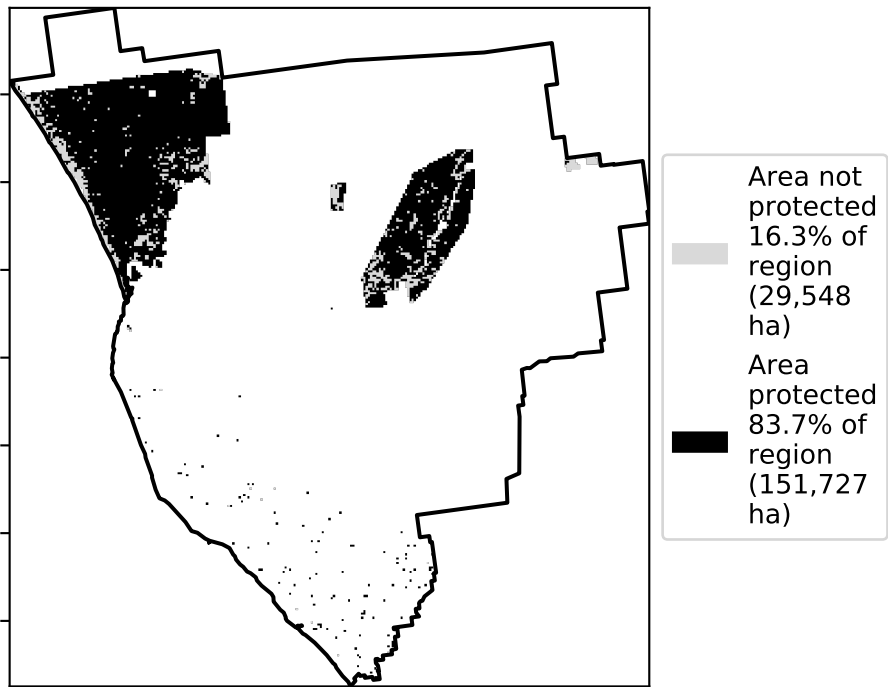 Area not
protected
16.3% of
region
(29,548
ha)
Area
protected
83.7% of
region
(151,727
ha)